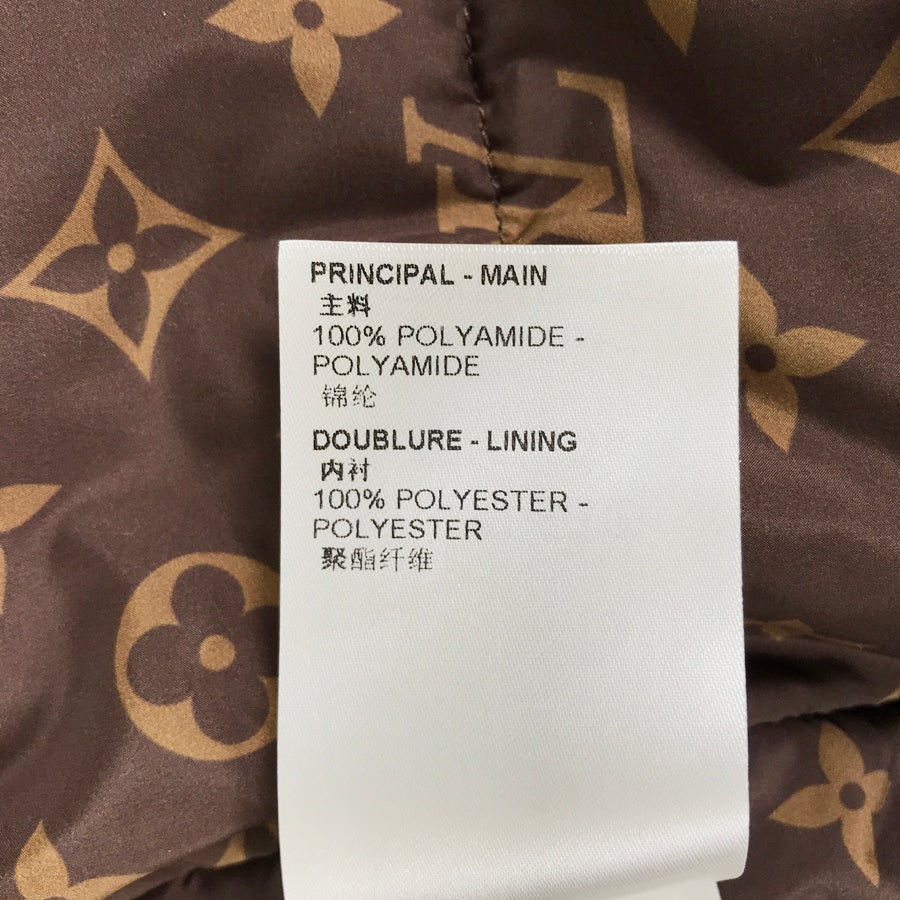 PRINCIPAL - MAIN
主料
100% POLYAMIDE -
POLYAMIDE
锦纶
DOUBLURE - LINING
内衬
100% POLYESTER -
POLYESTER
聚酯纤维